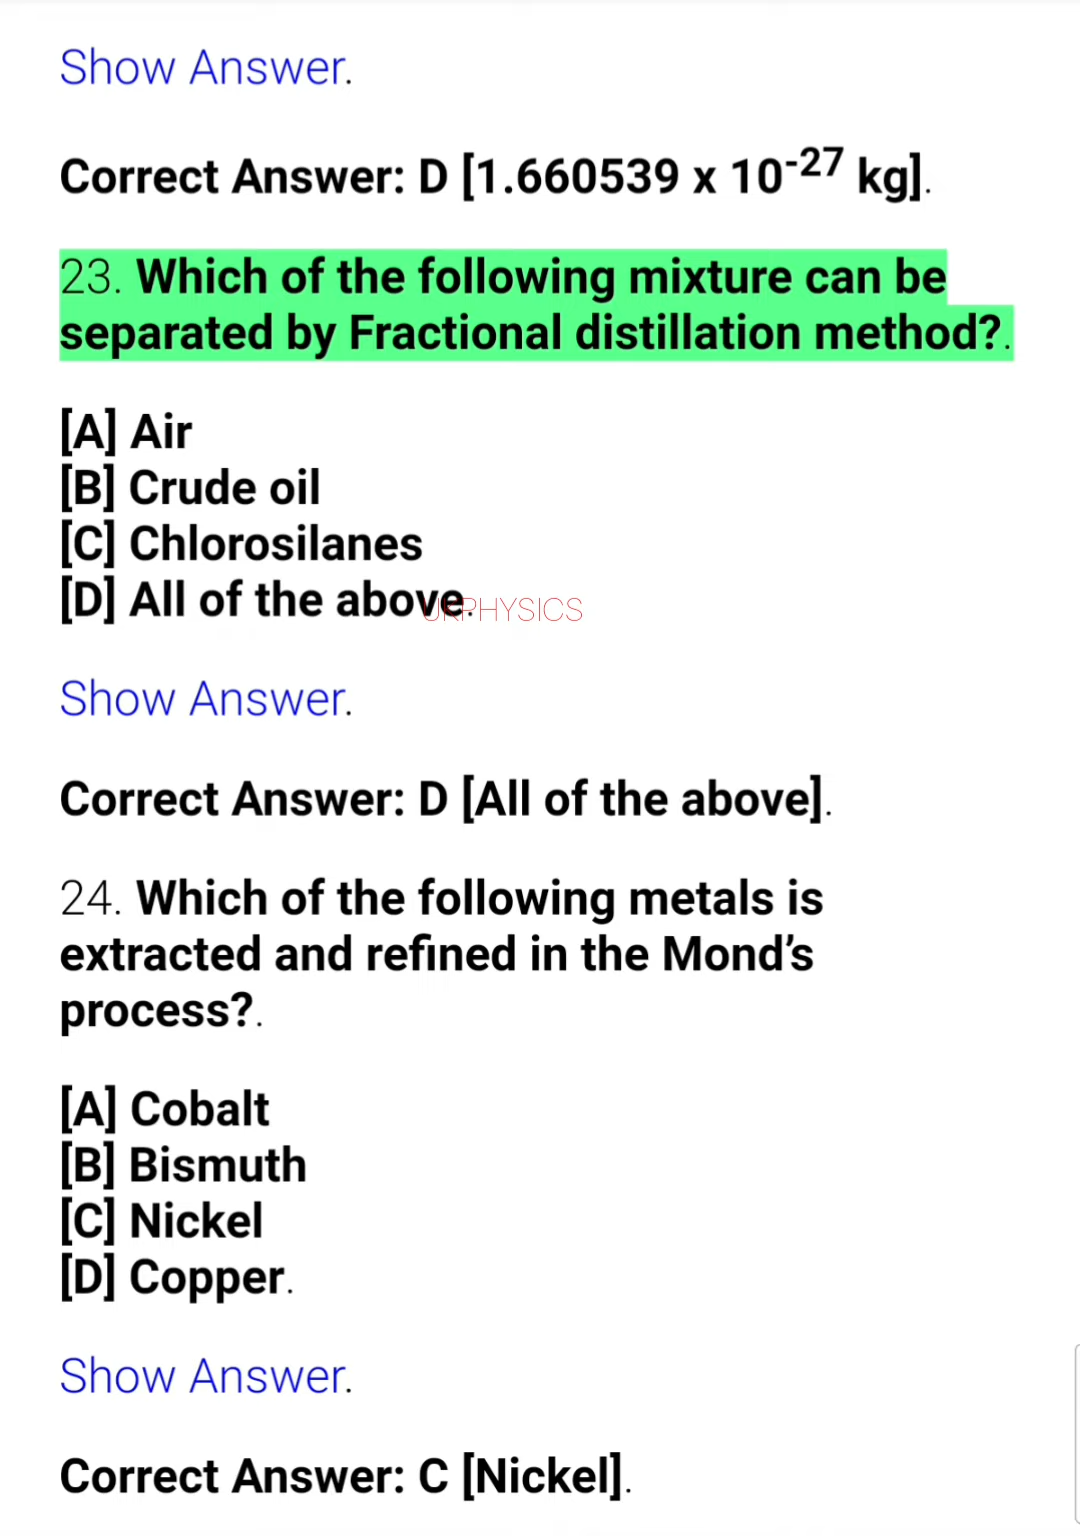 Show Answer.
Correct Answer: D [1.660539 x 10⁻²⁷ kg].
23. Which of the following mixture can be
separated by Fractional distillation method?.
[A] Air
[B] Crude oil
[C] Chlorosilanes
[D] All of the above.
UKPHYSICS
Show Answer.
Correct Answer: D [All of the above].
24. Which of the following metals is
extracted and refined in the Mond’s
process?.
[A] Cobalt
[B] Bismuth
[C] Nickel
[D] Copper.
Show Answer.
Correct Answer: C [Nickel].